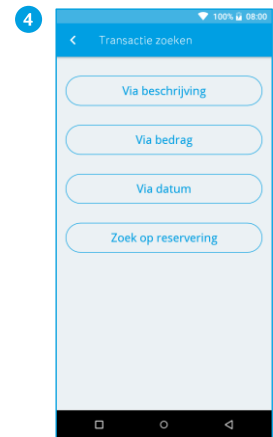 4
100% 08:00
Transactie zoeken
Via beschrijving
Via bedrag
Via datum
Zoek op reservering